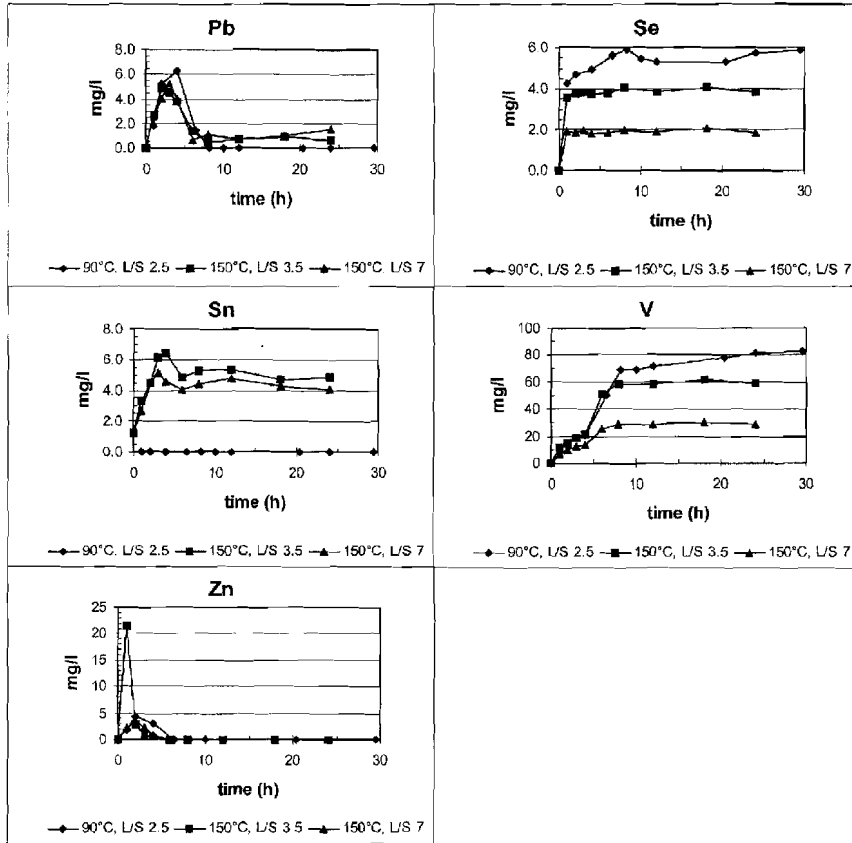 Pb
8.0
6.0
4.0
2.0
0.0
mg/l
0 10 20 30
time (h)
90°C, L/S 2.5 150°C, L/S 3.5 150°C, L/S 7
Se
6.0
4.0
2.0
0.0
mg/l
0 10 20 30
time (h)
90°C, L/S 2.5 150°C, L/S 3.5 150°C, L/S 7
Sn
8.0
6.0
4.0
2.0
0.0
mg/l
0 10 20 30
time (h)
90°C. L/S 2.5 150°C, L/S 3.5 150°C, L/S 7
V
100
80
60
40
20
0
mg/l
0 10 20 30
time (h)
90°C, L/S 2.5 150°C, L/S 3.5 150°C, L/S 7
Zn
25
20
15
10
5
0
mg/l
0 10 20 30
time (h)
90°C, L/S 2.5 150°C, L/S 3.5 150°C, L/S 7